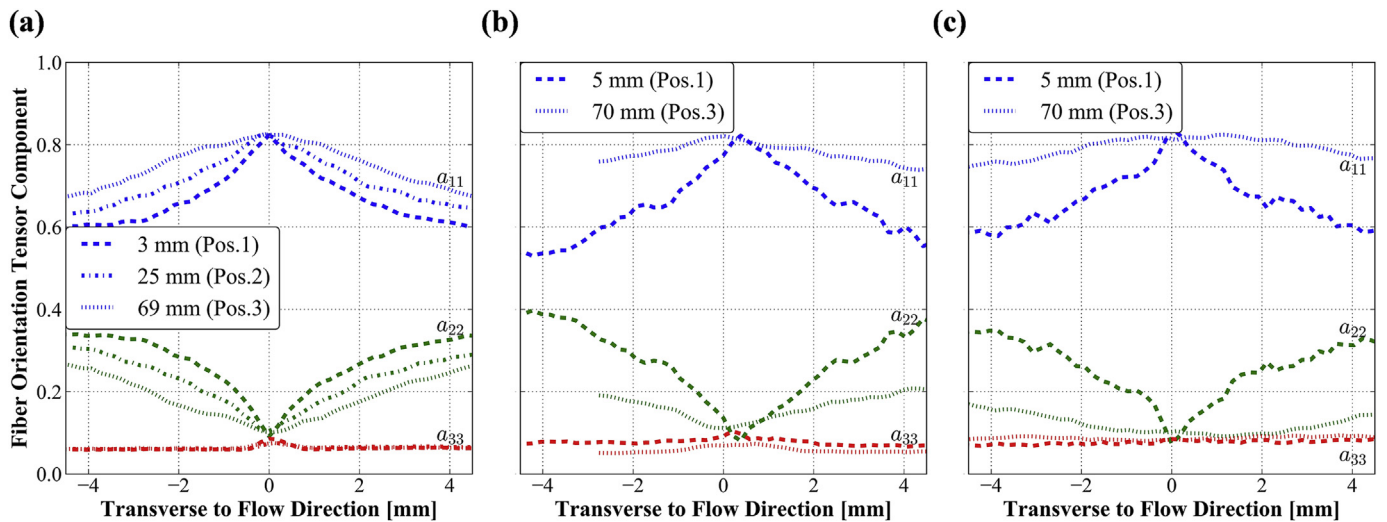 (a)
(b)
(c)
Fiber Orientation Tensor Component
1.0
0.8
0.6
0.4
0.2
0.0
a11
3 mm (Pos.1)
25 mm (Pos.2)
69 mm (Pos.3)
a22
a33
−4 −2 0 2 4
Transverse to Flow Direction [mm]
5 mm (Pos.1)
70 mm (Pos.3)
a11
a22
a33
−4 −2 0 2 4
Transverse to Flow Direction [mm]
5 mm (Pos.1)
70 mm (Pos.3)
a11
a22
a33
−4 −2 0 2 4
Transverse to Flow Direction [mm]